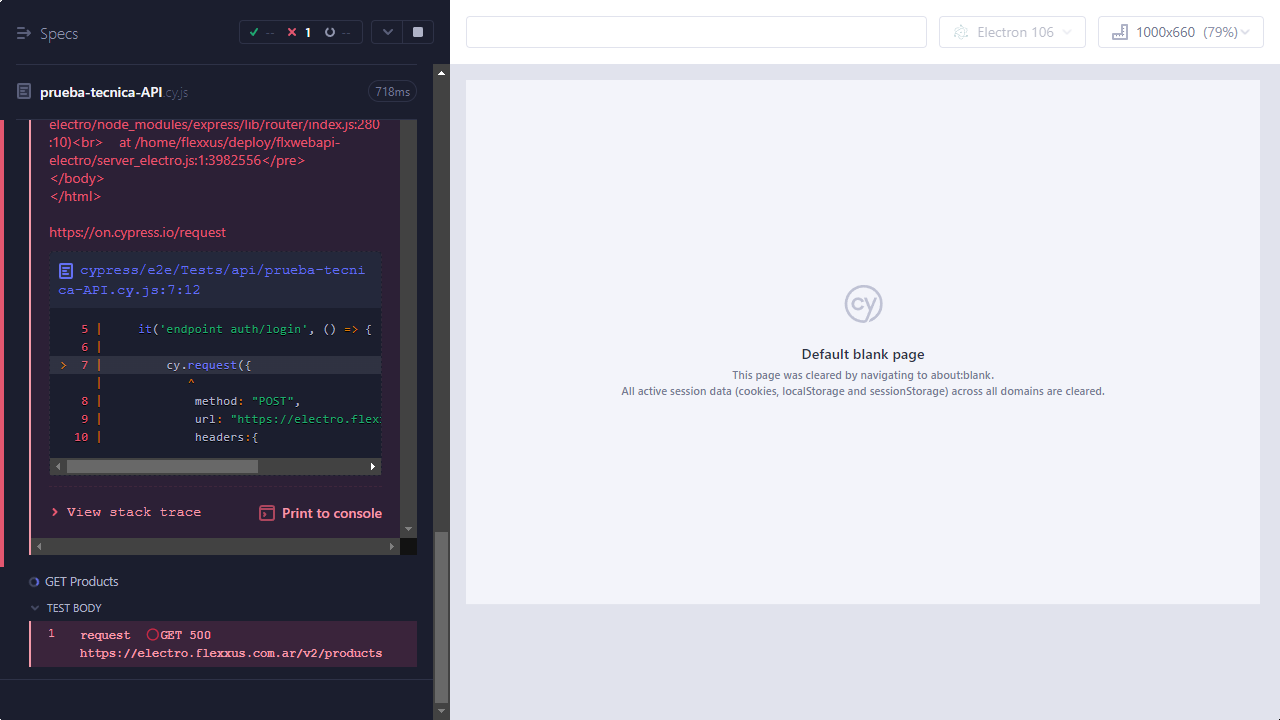 Specs
-- 1 --
Electron 106
1000x660 (79%)
prueba-tecnica-API.cy.js 718ms
electro/node_modules/express/lib/router/index.js:280
:10)<br> at /home/flexxus/deploy/flxwebapi-
electro/server_electro.js:1:3982556</pre>
</body>
</html>
https://on.cypress.io/request
cypress/e2e/Tests/api/prueba-tecni
ca-API.cy.js:7:12
5 | it('endpoint auth/login', () => {
6 |
> 7 | cy.request({
| ^
8 | method: "POST",
9 | url: "https://electro.flex
10 | headers:{
> View stack trace
Print to console
GET Products
TEST BODY
1 request GET 500
https://electro.flexxus.com.ar/v2/products
cy
Default blank page
This page was cleared by navigating to about:blank.
All active session data (cookies, localStorage and sessionStorage) across all domains are cleared.